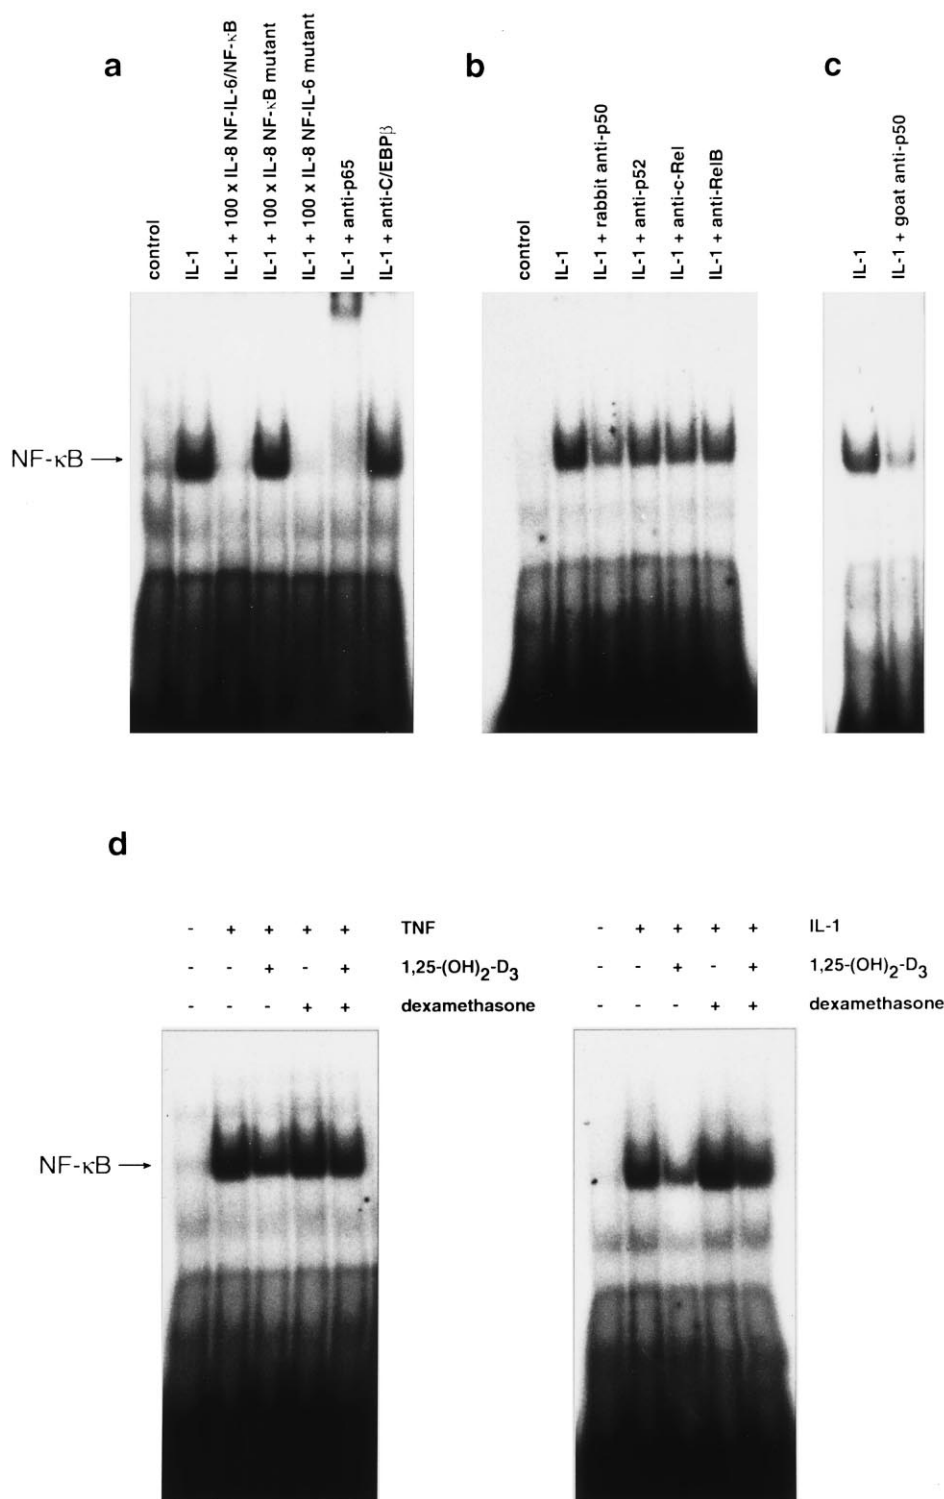 a
control
IL-1
IL-1 + 100 x IL-8 NF-IL-6/NF-κB
IL-1 + 100 x IL-8 NF-κB mutant
IL-1 + 100 x IL-8 NF-IL-6 mutant
IL-1 + anti-p65
IL-1 + anti-C/EBPβ
NF-κB
b
control
IL-1
IL-1 + rabbit anti-p50
IL-1 + anti-p52
IL-1 + anti-c-Rel
IL-1 + anti-RelB
c
IL-1
IL-1 + goat anti-p50
d
- + + + + TNF
- - + - + 1,25-(OH)₂-D₃
- - - + + dexamethasone
NF-κB
- + + + + IL-1
- - + - + 1,25-(OH)₂-D₃
- - - + + dexamethasone